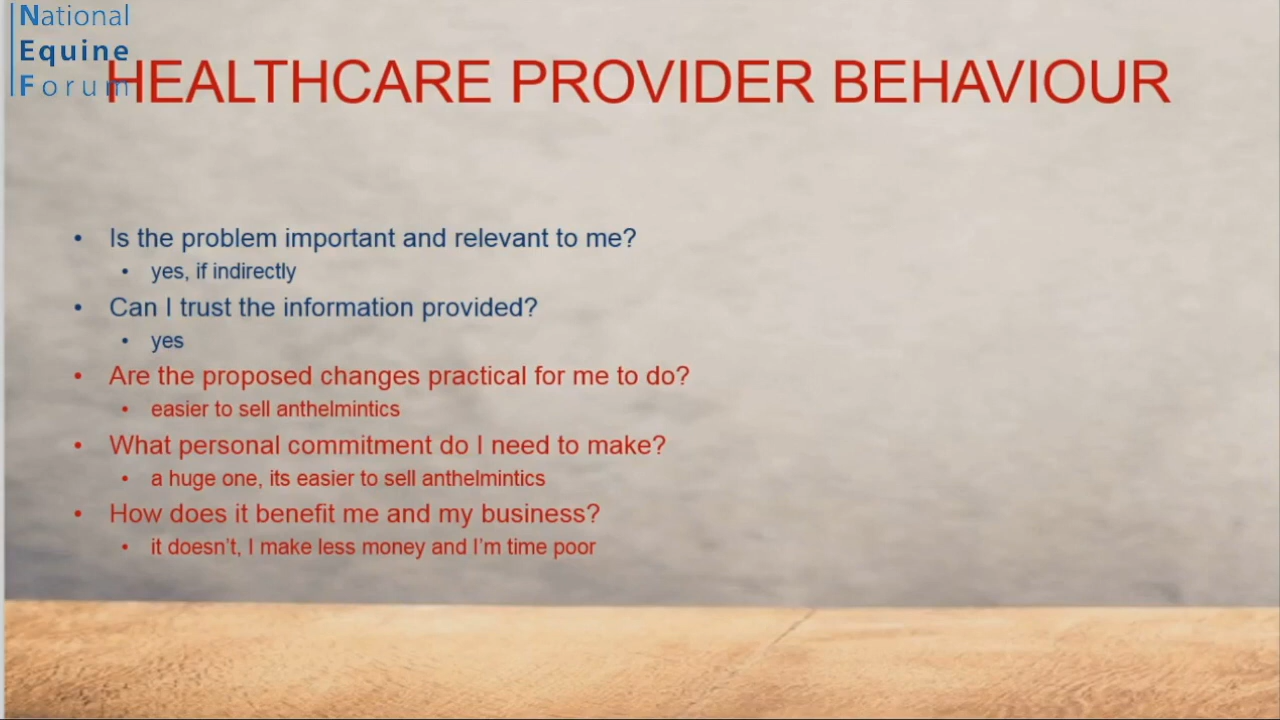 National
Equine
Forum
HEALTHCARE PROVIDER BEHAVIOUR
• Is the problem important and relevant to me?
• yes, if indirectly
• Can I trust the information provided?
• yes
• Are the proposed changes practical for me to do?
• easier to sell anthelmintics
• What personal commitment do I need to make?
• a huge one, its easier to sell anthelmintics
• How does it benefit me and my business?
• it doesn't, I make less money and I'm time poor